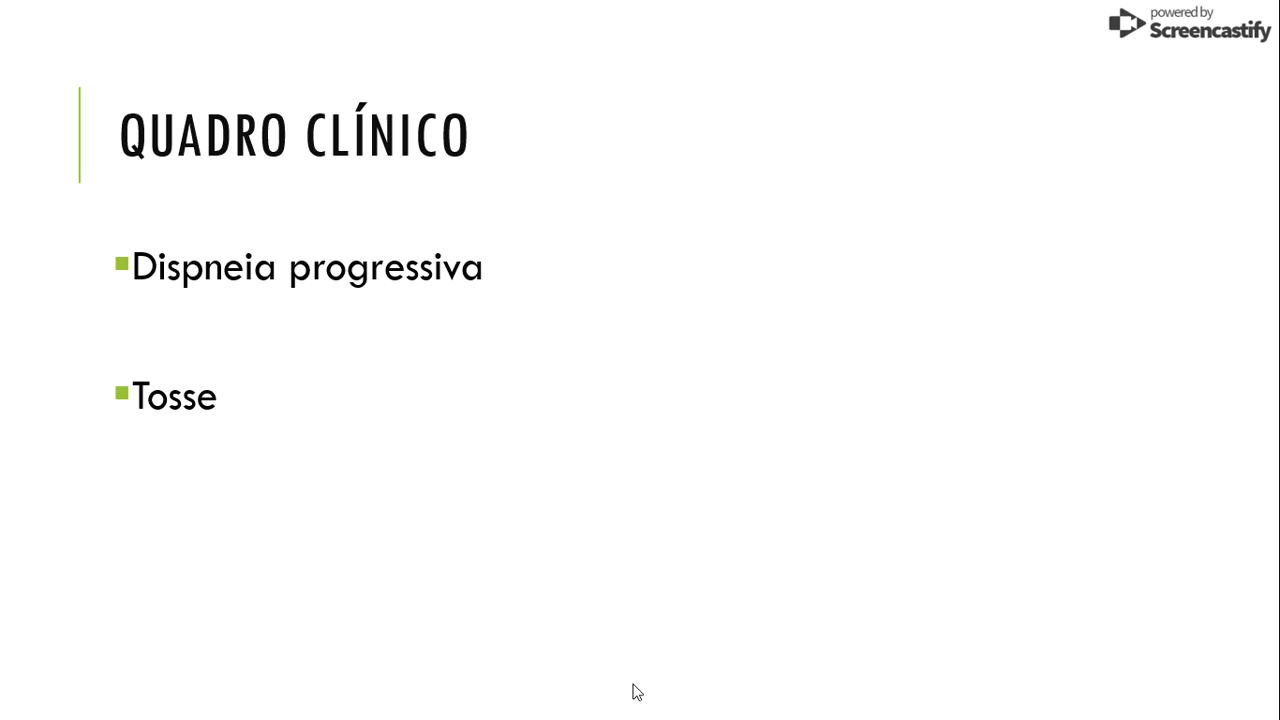 powered by
Screencastify
QUADRO CLÍNICO
Dispneia progressiva
Tosse